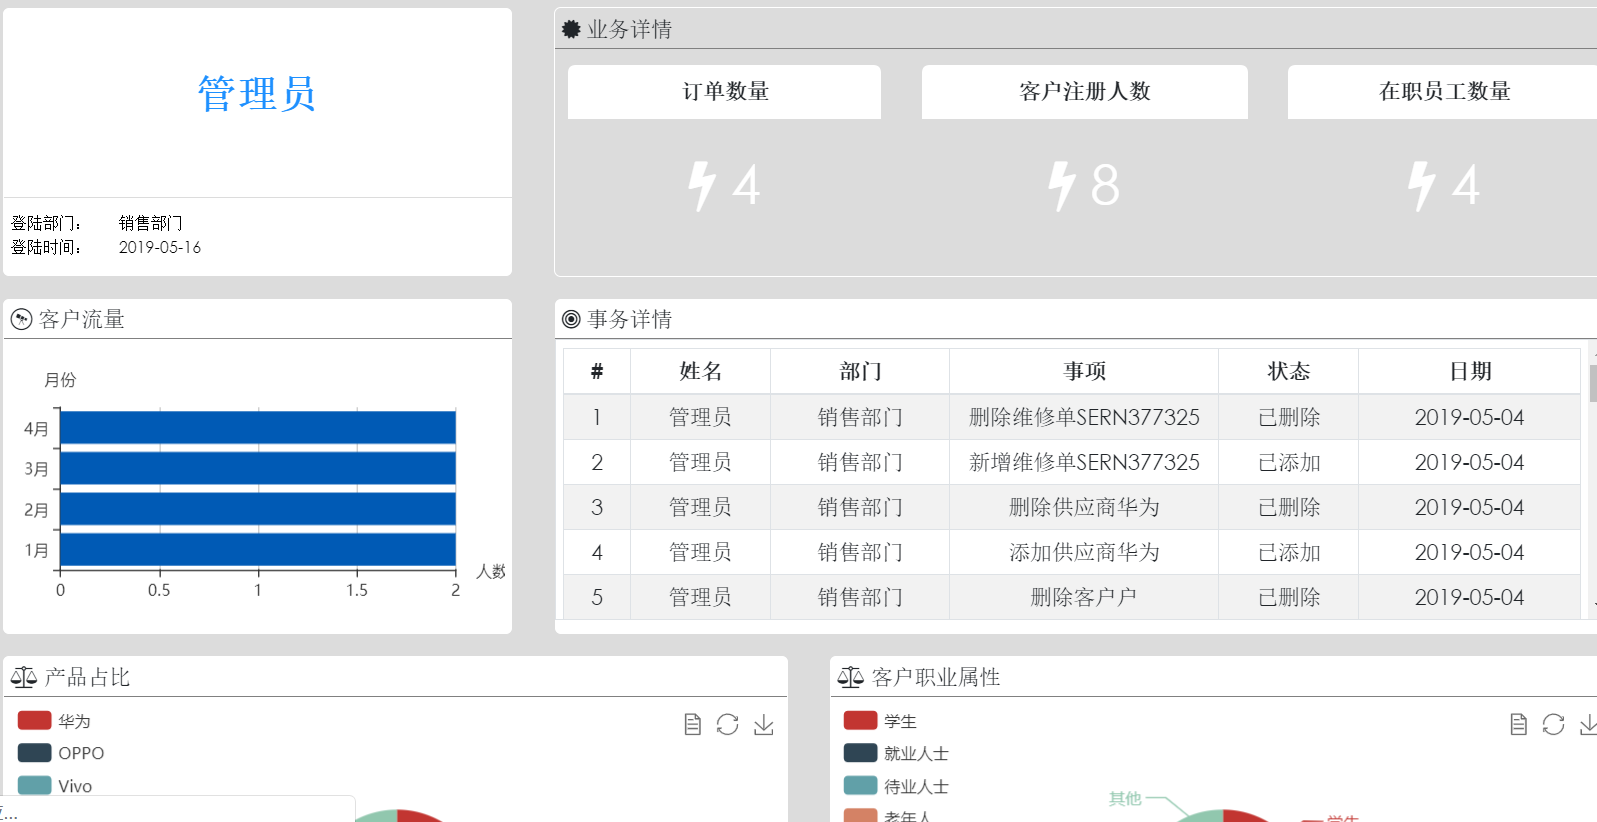 管理员
登陆部门： 销售部门
登陆时间： 2019-05-16
业务详情
订单数量 客户注册人数 在职员工数量
4 8 4
客户流量
月份
4月
3月
2月
1月
0 0.5 1 1.5 2 人数
事务详情
# 姓名 部门 事项 状态 日期
1 管理员 销售部门 删除维修单SERN377325 已删除 2019-05-04
2 管理员 销售部门 新增维修单SERN377325 已添加 2019-05-04
3 管理员 销售部门 删除供应商华为 已删除 2019-05-04
4 管理员 销售部门 添加供应商华为 已添加 2019-05-04
5 管理员 销售部门 删除客户户 已删除 2019-05-04
产品占比
华为
OPPO
Vivo
客户职业属性
学生
就业人士
待业人士
老年人
其他
学生